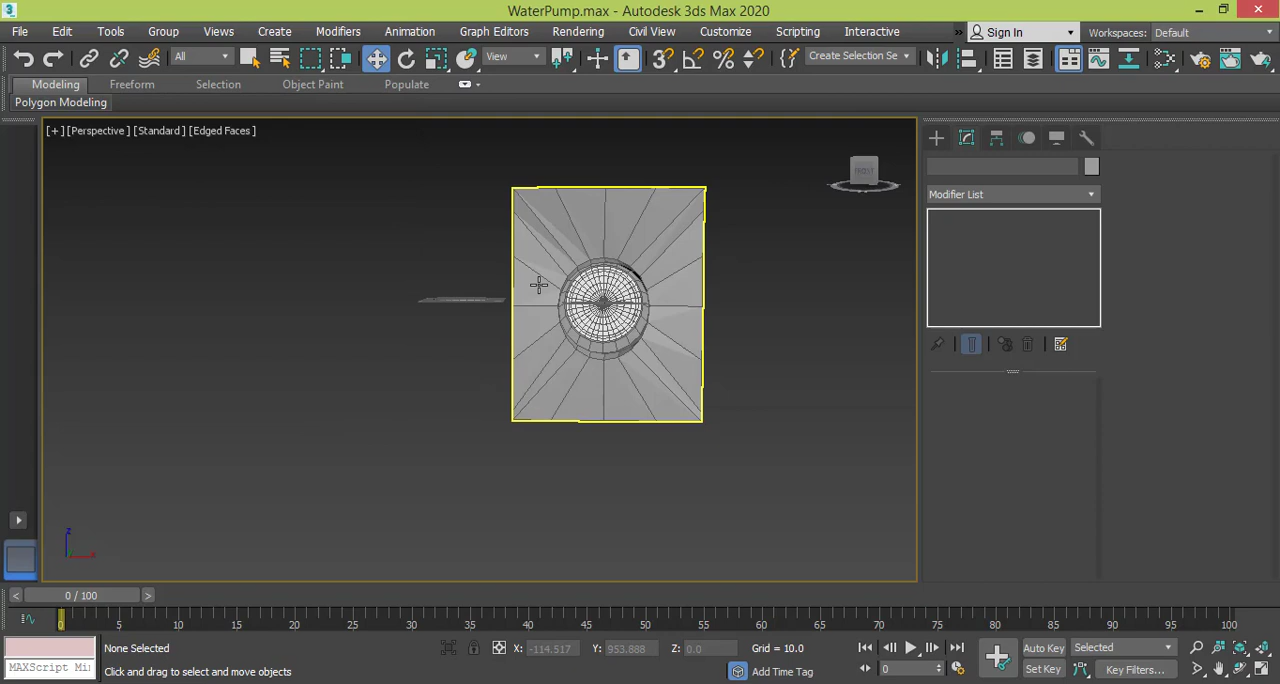 WaterPump.max - Autodesk 3ds Max 2020
File Edit Tools Group Views Create Modifiers Animation Graph Editors Rendering Civil View Customize Scripting Interactive » Sign In Workspaces: Default
All View Create Selection Se
Modeling Freeform Selection Object Paint Populate
Polygon Modeling
[+] [Perspective ] [Standard ] [Edged Faces ]
FRONT
Modifier List
z
x
< 0 / 100 >
0 5 10 15 20 25 30 35 40 45 50 55 60 65 70 75 80 85 90 95 100
None Selected X: -114.517 Y: 953.888 Z: 0.0 Grid = 10.0 Auto Key Selected
MAXScript Mi Click and drag to select and move objects Add Time Tag 0 Set Key Key Filters...